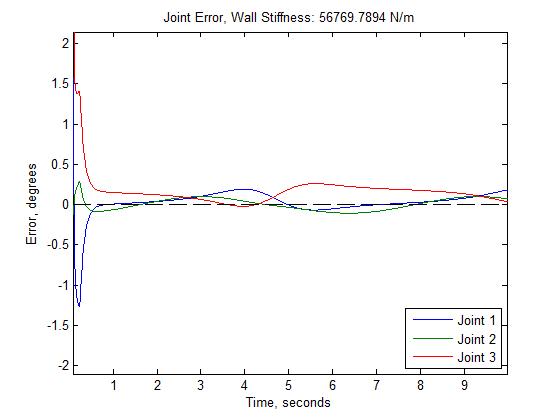 Joint Error, Wall Stiffness: 56769.7894 N/m
2
1.5
1
0.5
0
-0.5
-1
-1.5
-2
Error, degrees
Joint 1
Joint 2
Joint 3
1 2 3 4 5 6 7 8 9
Time, seconds